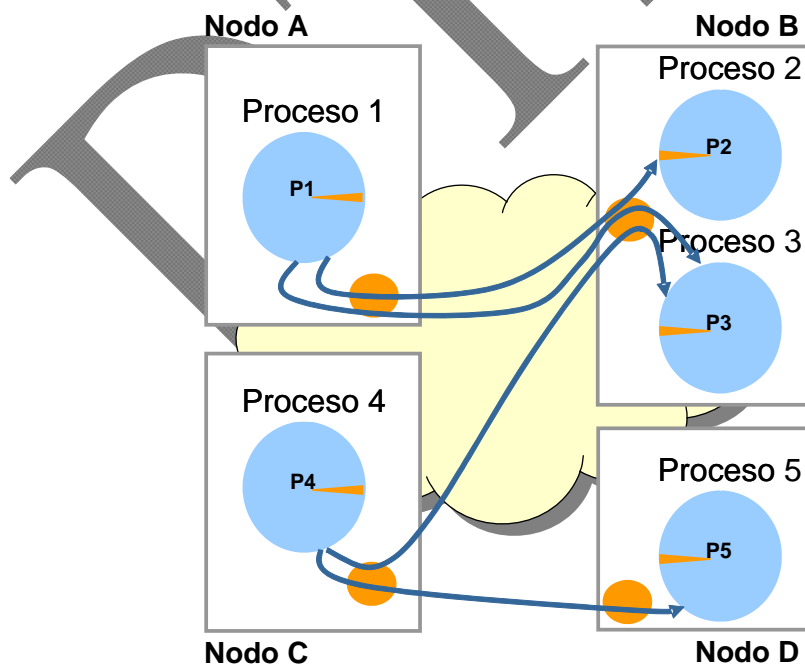 Nodo A
Nodo B
Proceso 1
P1
Proceso 2
P2
Proceso 3
P3
Proceso 4
P4
Proceso 5
P5
Nodo C
Nodo D